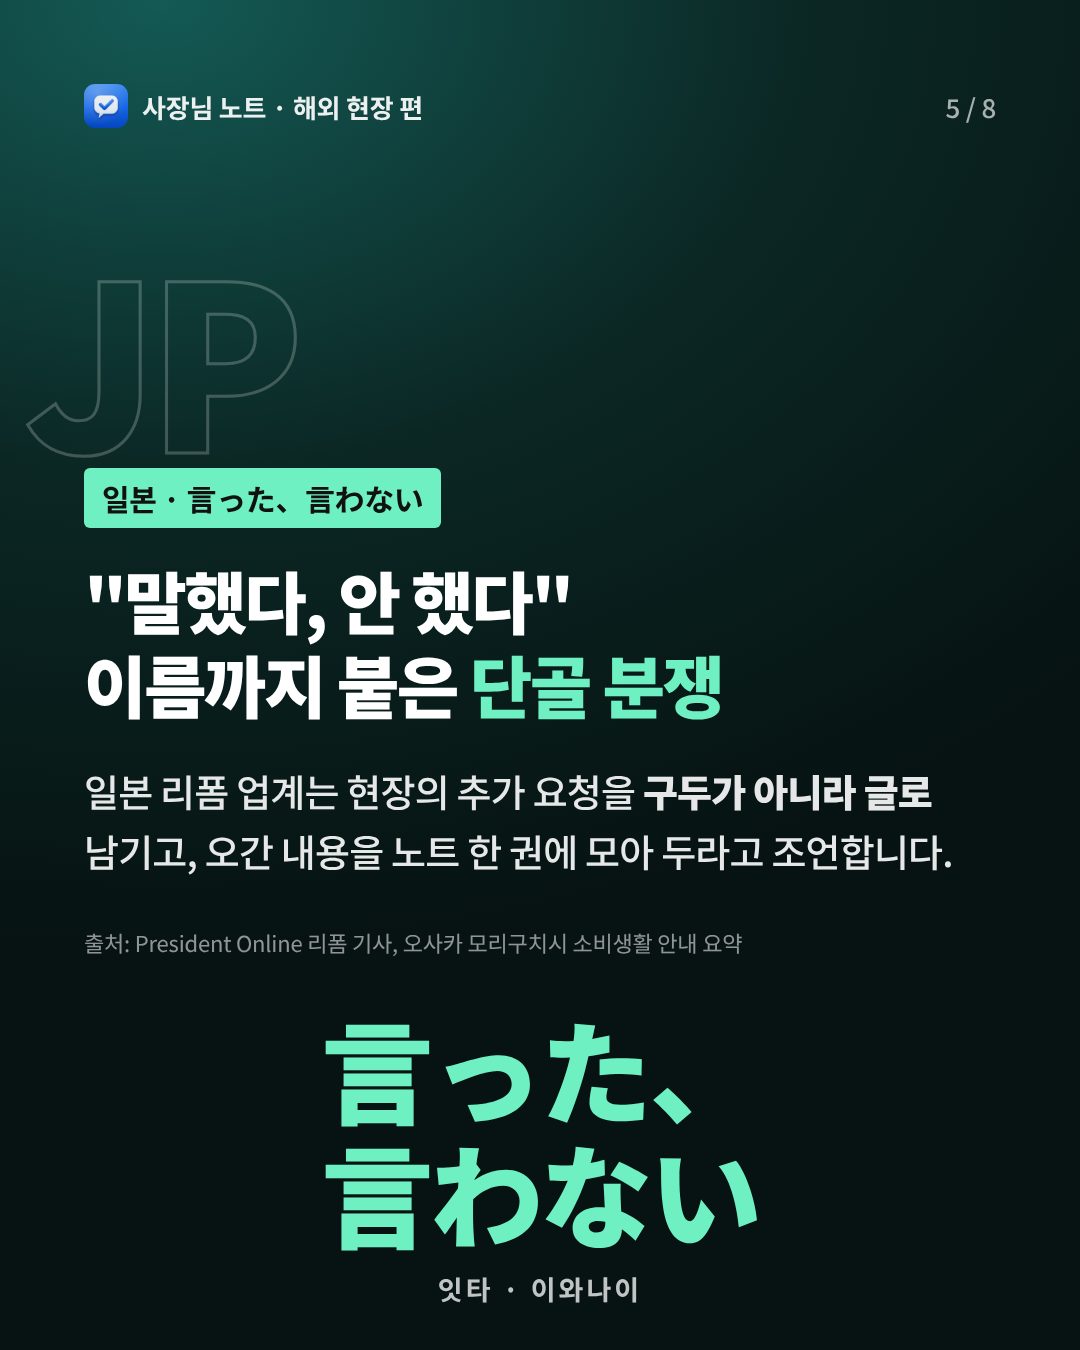 사장님 노트 · 해외 현장 편
5 / 8
JP
일본 · 言った、言わない
"말했다, 안 했다"
이름까지 붙은 단골 분쟁
일본 리폼 업계는 현장의 추가 요청을 구두가 아니라 글로
남기고, 오간 내용을 노트 한 권에 모아 두라고 조언합니다.
출처: President Online 리폼 기사, 오사카 모리구치시 소비생활 안내 요약
言った、
言わない
잇타 · 이와나이